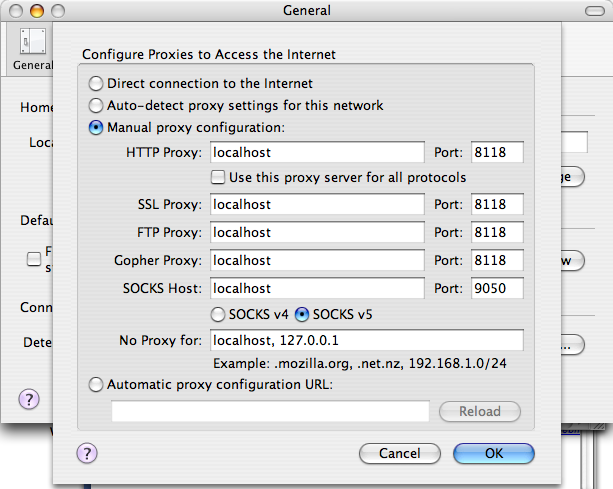 General
General
Configure Proxies to Access the Internet
Direct connection to the Internet
Auto-detect proxy settings for this network
Home
Manual proxy configuration:
Loca
HTTP Proxy: localhost Port: 8118
Use this proxy server for all protocols
ge
SSL Proxy: localhost Port: 8118
Defau
FTP Proxy: localhost Port: 8118
F
s
Gopher Proxy: localhost Port: 8118
w
SOCKS Host: localhost Port: 9050
Conn
SOCKS v4 SOCKS v5
Dete
No Proxy for: localhost, 127.0.0.1
...
Example: .mozilla.org, .net.nz, 192.168.1.0/24
Automatic proxy configuration URL:
?
Reload
? Cancel OK